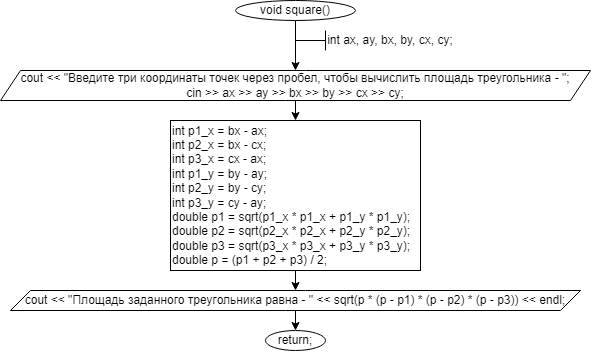 void square()
int ax, ay, bx, by, cx, cy;
cout << "Введите три координаты точек через пробел, чтобы вычислить площадь треугольника - ";
cin >> ax >> ay >> bx >> by >> cx >> cy;
int p1_x = bx - ax;
int p2_x = bx - cx;
int p3_x = cx - ax;
int p1_y = by - ay;
int p2_y = by - cy;
int p3_y = cy - ay;
double p1 = sqrt(p1_x * p1_x + p1_y * p1_y);
double p2 = sqrt(p2_x * p2_x + p2_y * p2_y);
double p3 = sqrt(p3_x * p3_x + p3_y * p3_y);
double p = (p1 + p2 + p3) / 2;
cout << "Площадь заданного треугольника равна - " << sqrt(p * (p - p1) * (p - p2) * (p - p3)) << endl;
return;